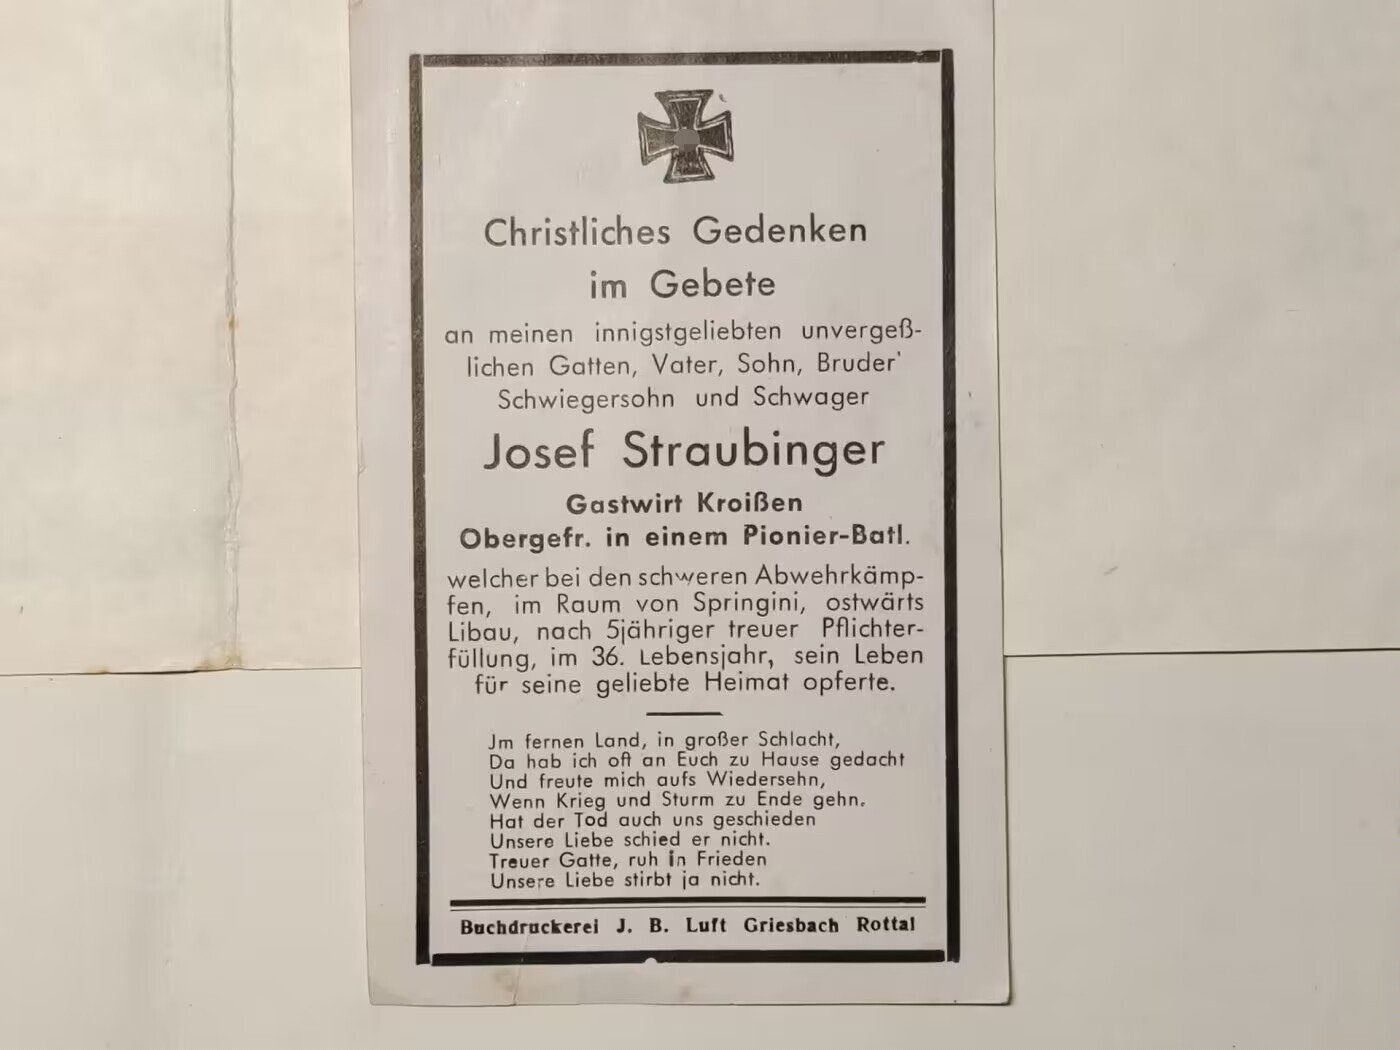 Christliches Gedenken
im Gebete
an meinen innigstgeliebten unvergeß-
lichen Gatten, Vater, Sohn, Bruder'
Schwiegersohn und Schwager
Josef Straubinger
Gastwirt Kroißen
Obergefr. in einem Pionier-Batl.
welcher bei den schweren Abwehrkämp-
fen, im Raum von Springini, ostwärts
Libau, nach 5jähriger treuer Pflichter-
füllung, im 36. Lebensjahr, sein Leben
für seine geliebte Heimat opferte.
Jm fernen Land, in großer Schlacht,
Da hab ich oft an Euch zu Hause gedacht
Und freute mich aufs Wiedersehn,
Wenn Krieg und Sturm zu Ende gehn.
Hat der Tod auch uns geschieden
Unsere Liebe schied er nicht.
Treuer Gatte, ruh in Frieden
Unsere Liebe stirbt ja nicht.
Buchdruckerei J. B. Luft Griesbach Rottal